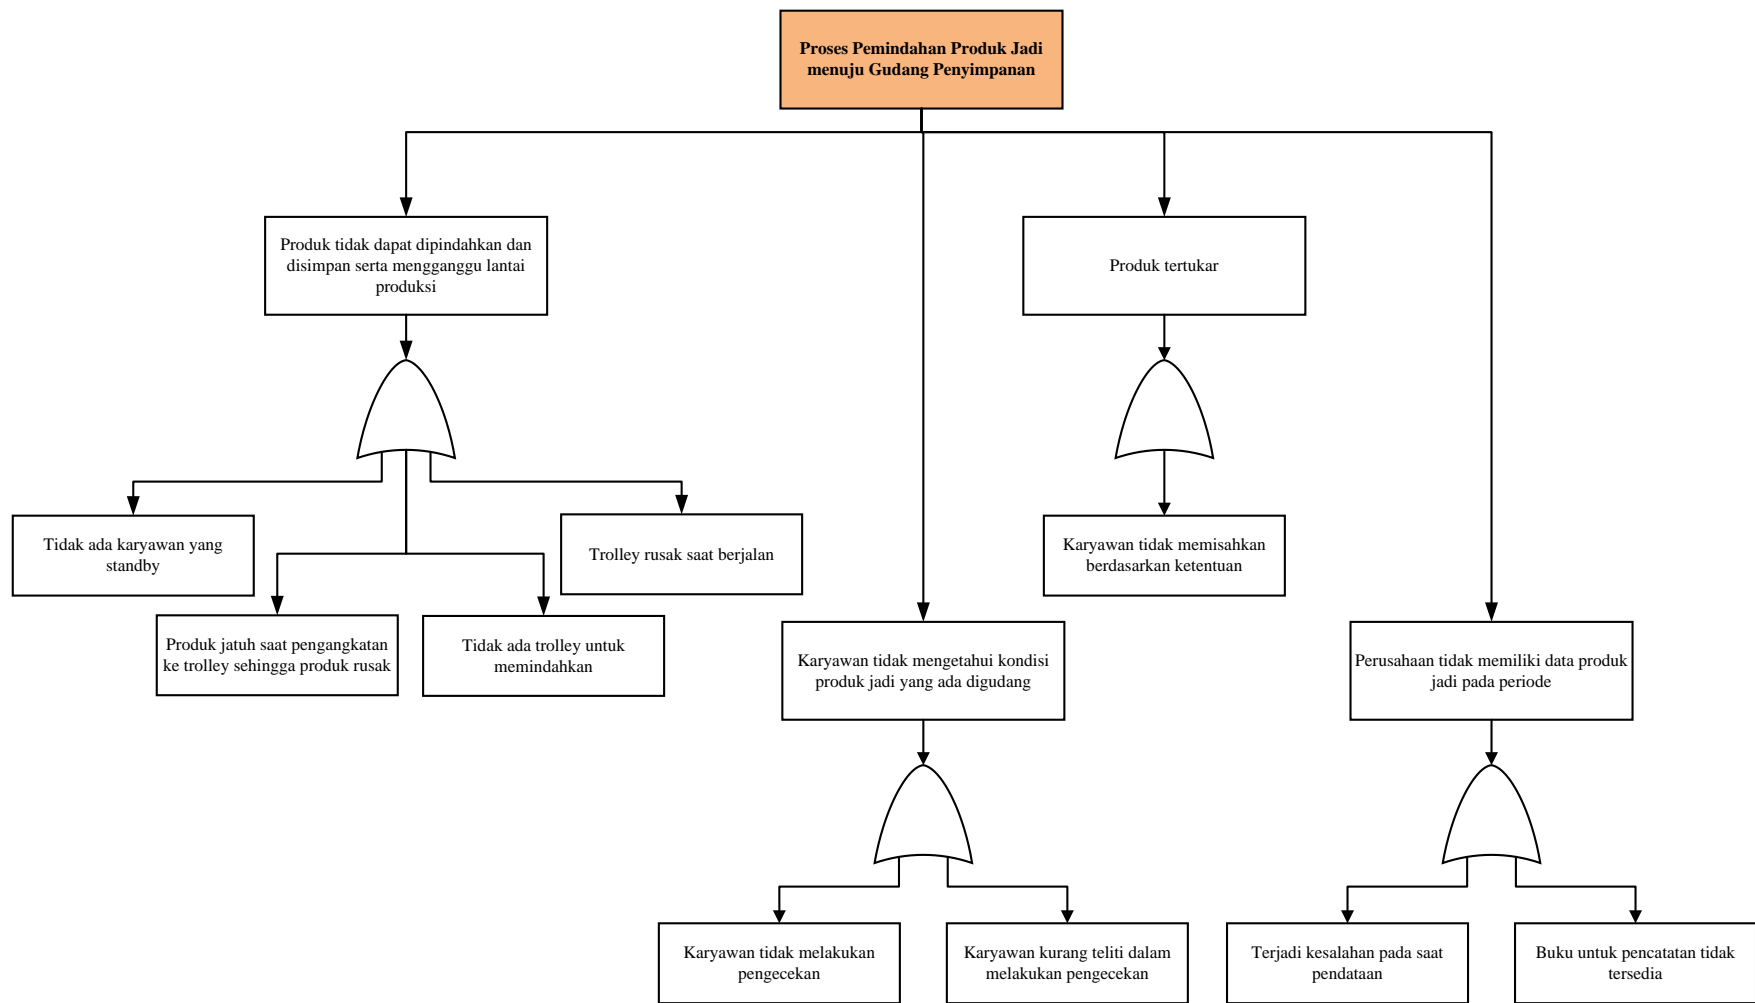 Proses Pemindahan Produk Jadi
menuju Gudang Penyimpanan
Produk tidak dapat dipindahkan dan
disimpan serta mengganggu lantai
produksi
Produk tertukar
Tidak ada karyawan yang
standby
Trolley rusak saat berjalan
Karyawan tidak memisahkan
berdasarkan ketentuan
Produk jatuh saat pengangkatan
ke trolley sehingga produk rusak
Tidak ada trolley untuk
memindahkan
Karyawan tidak mengetahui kondisi
produk jadi yang ada digudang
Perusahaan tidak memiliki data produk
jadi pada periode
Karyawan tidak melakukan
pengecekan
Karyawan kurang teliti dalam
melakukan pengecekan
Terjadi kesalahan pada saat
pendataan
Buku untuk pencatatan tidak
tersedia